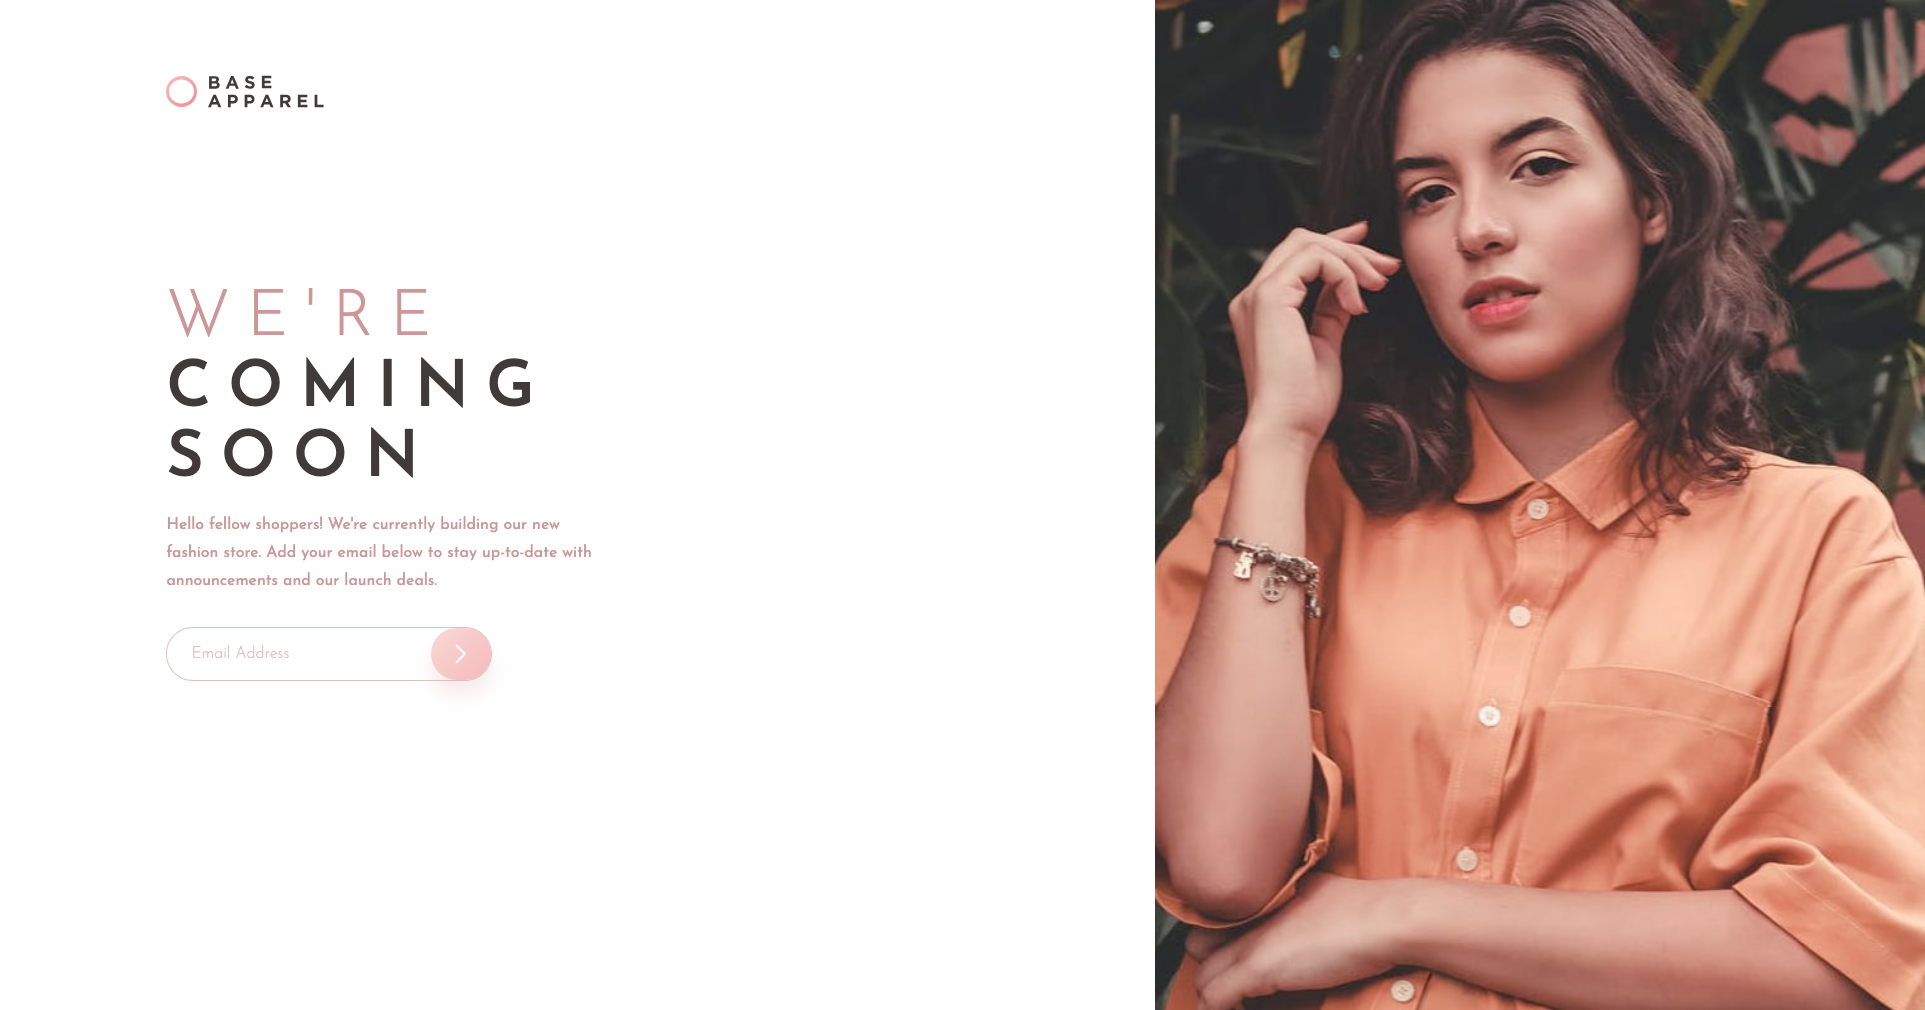 BASE
APPAREL
WE'RE
COMING
SOON
Hello fellow shoppers! We're currently building our new
fashion store. Add your email below to stay up-to-date with
announcements and our launch deals.
Email Address